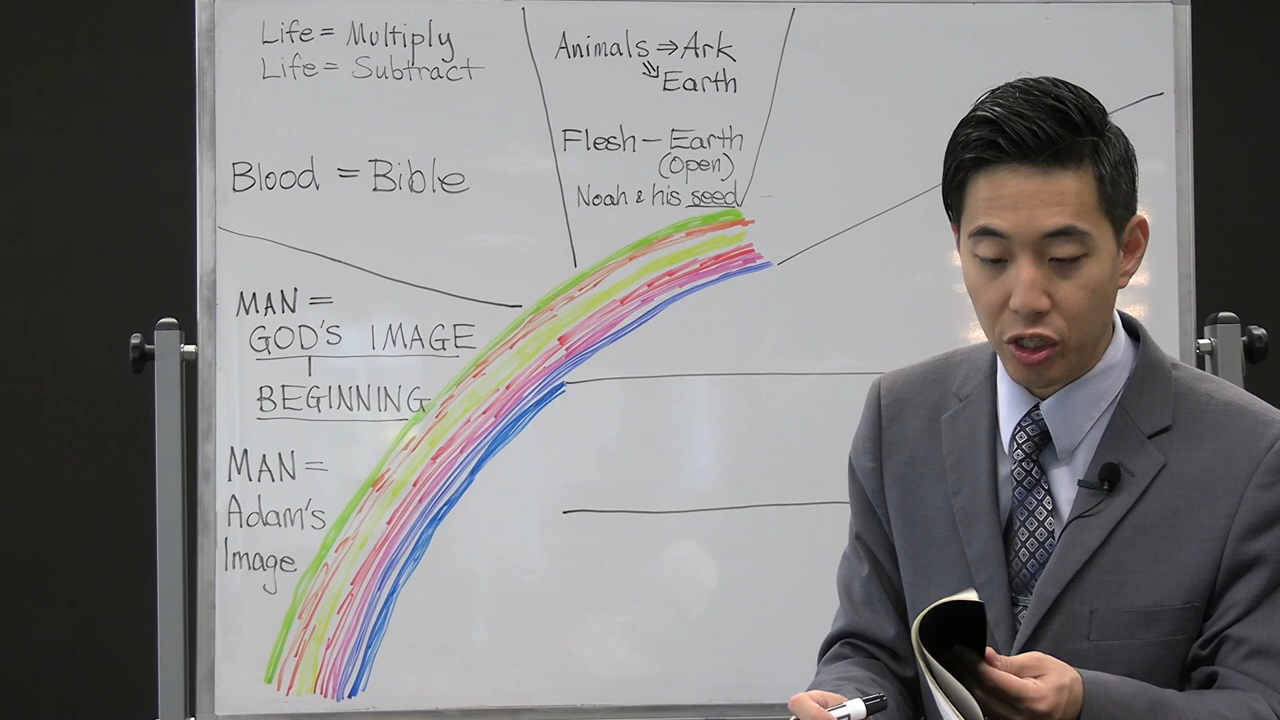 Life = Multiply
Life = Subtract
Blood = Bible
Animals ⇒ Ark
⇒ Earth
Flesh – Earth
(Open)
Noah & his seed
MAN =
GOD'S IMAGE
BEGINNING
MAN =
Adam's
Image